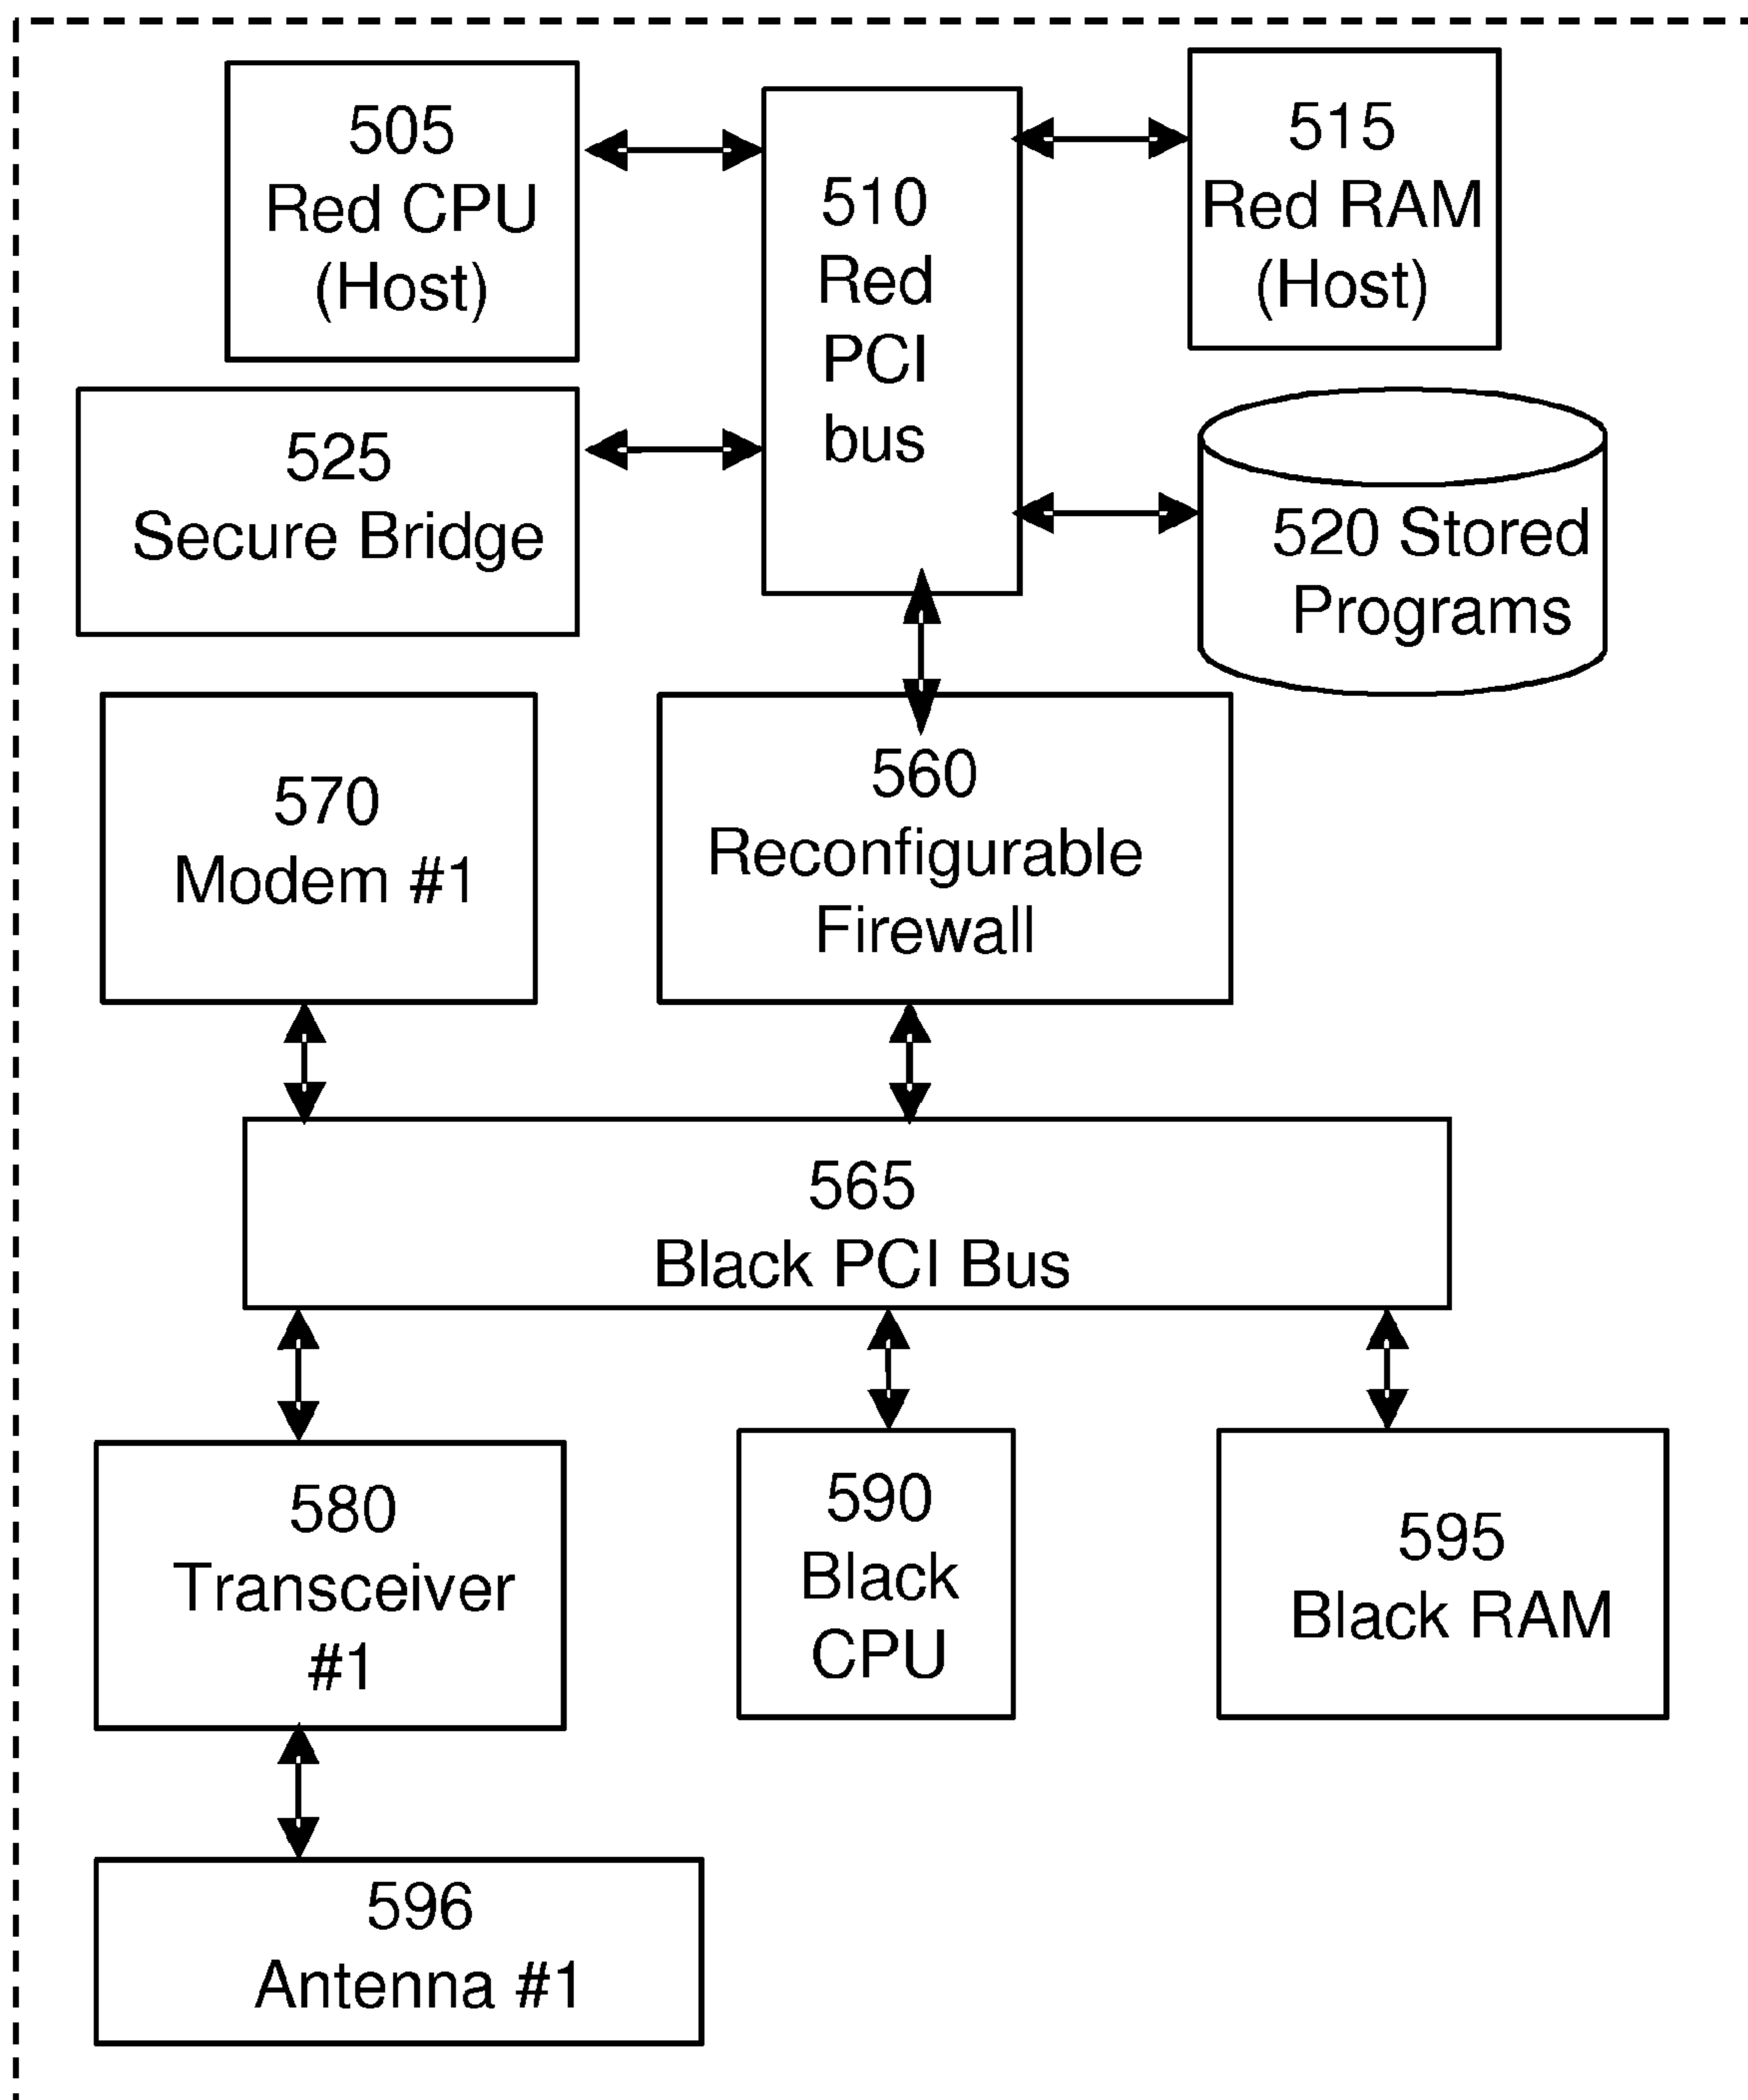 505
Red CPU
(Host)
510
Red
PCI
bus
515
Red RAM
(Host)
525
Secure Bridge
520 Stored
Programs
570
Modem #1
560
Reconfigurable
Firewall
565
Black PCI Bus
580
Transceiver
#1
590
Black
CPU
595
Black RAM
596
Antenna #1